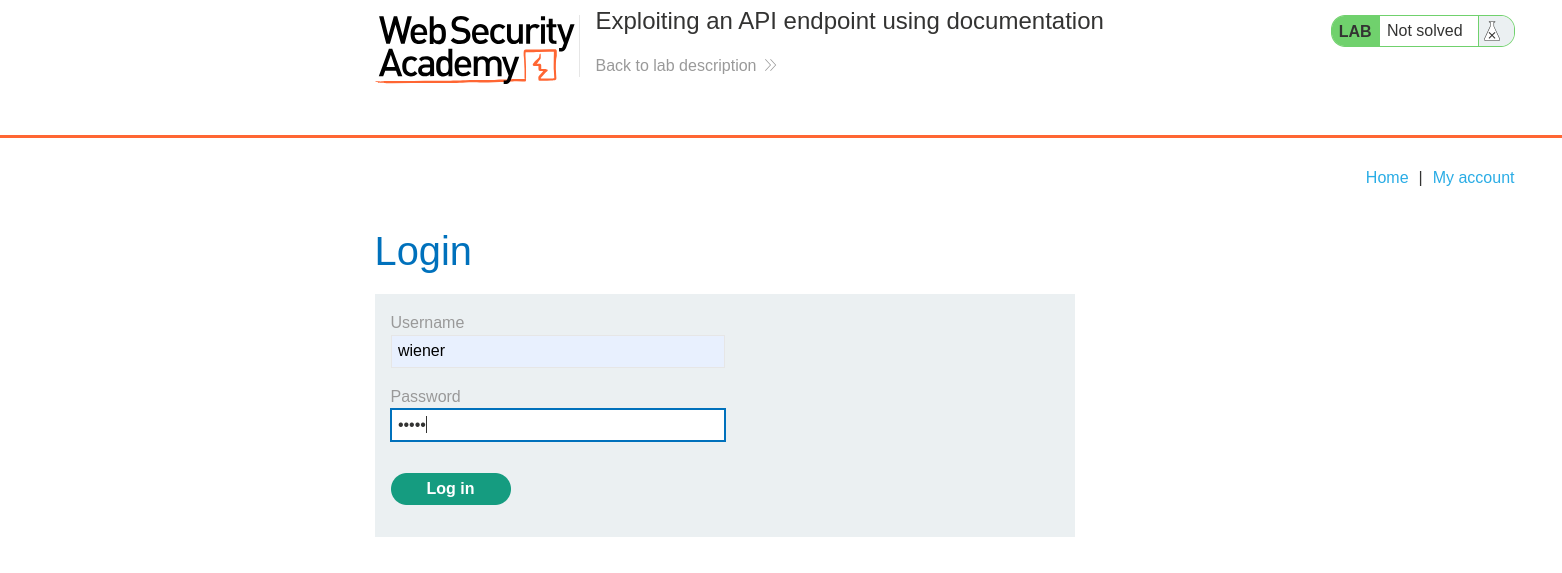 Web Security
Academy
Exploiting an API endpoint using documentation
Back to lab description
LAB Not solved
Home | My account
Login
Username
wiener
Password
•••••
Log in